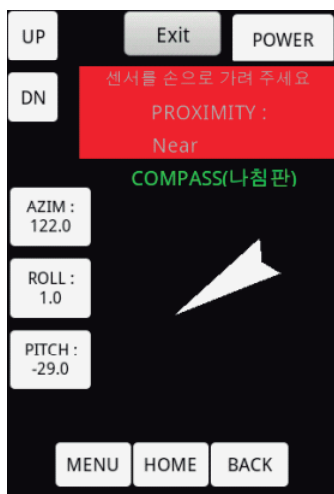 UP
Exit
POWER
DN
센서를 손으로 가려 주세요
PROXIMITY :
Near
COMPASS(나침판)
AZIM :
122.0
ROLL :
1.0
PITCH :
-29.0
MENU
HOME
BACK